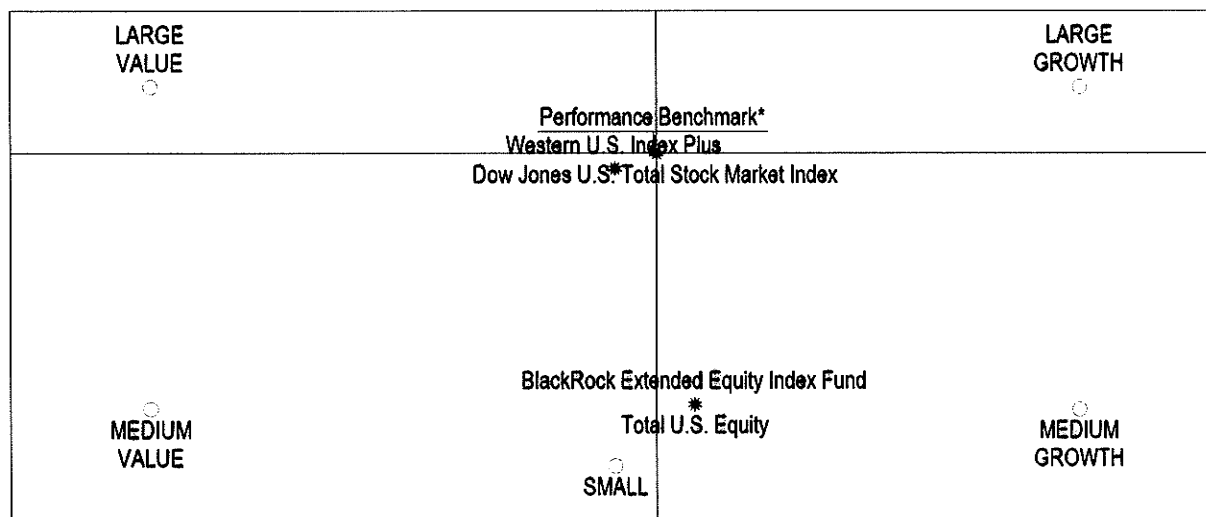 LARGE
VALUE
LARGE
GROWTH
Performance Benchmark*
Western U.S. Index Plus
Dow Jones U.S. Total Stock Market Index
BlackRock Extended Equity Index Fund
Total U.S. Equity
MEDIUM
VALUE
MEDIUM
GROWTH
SMALL